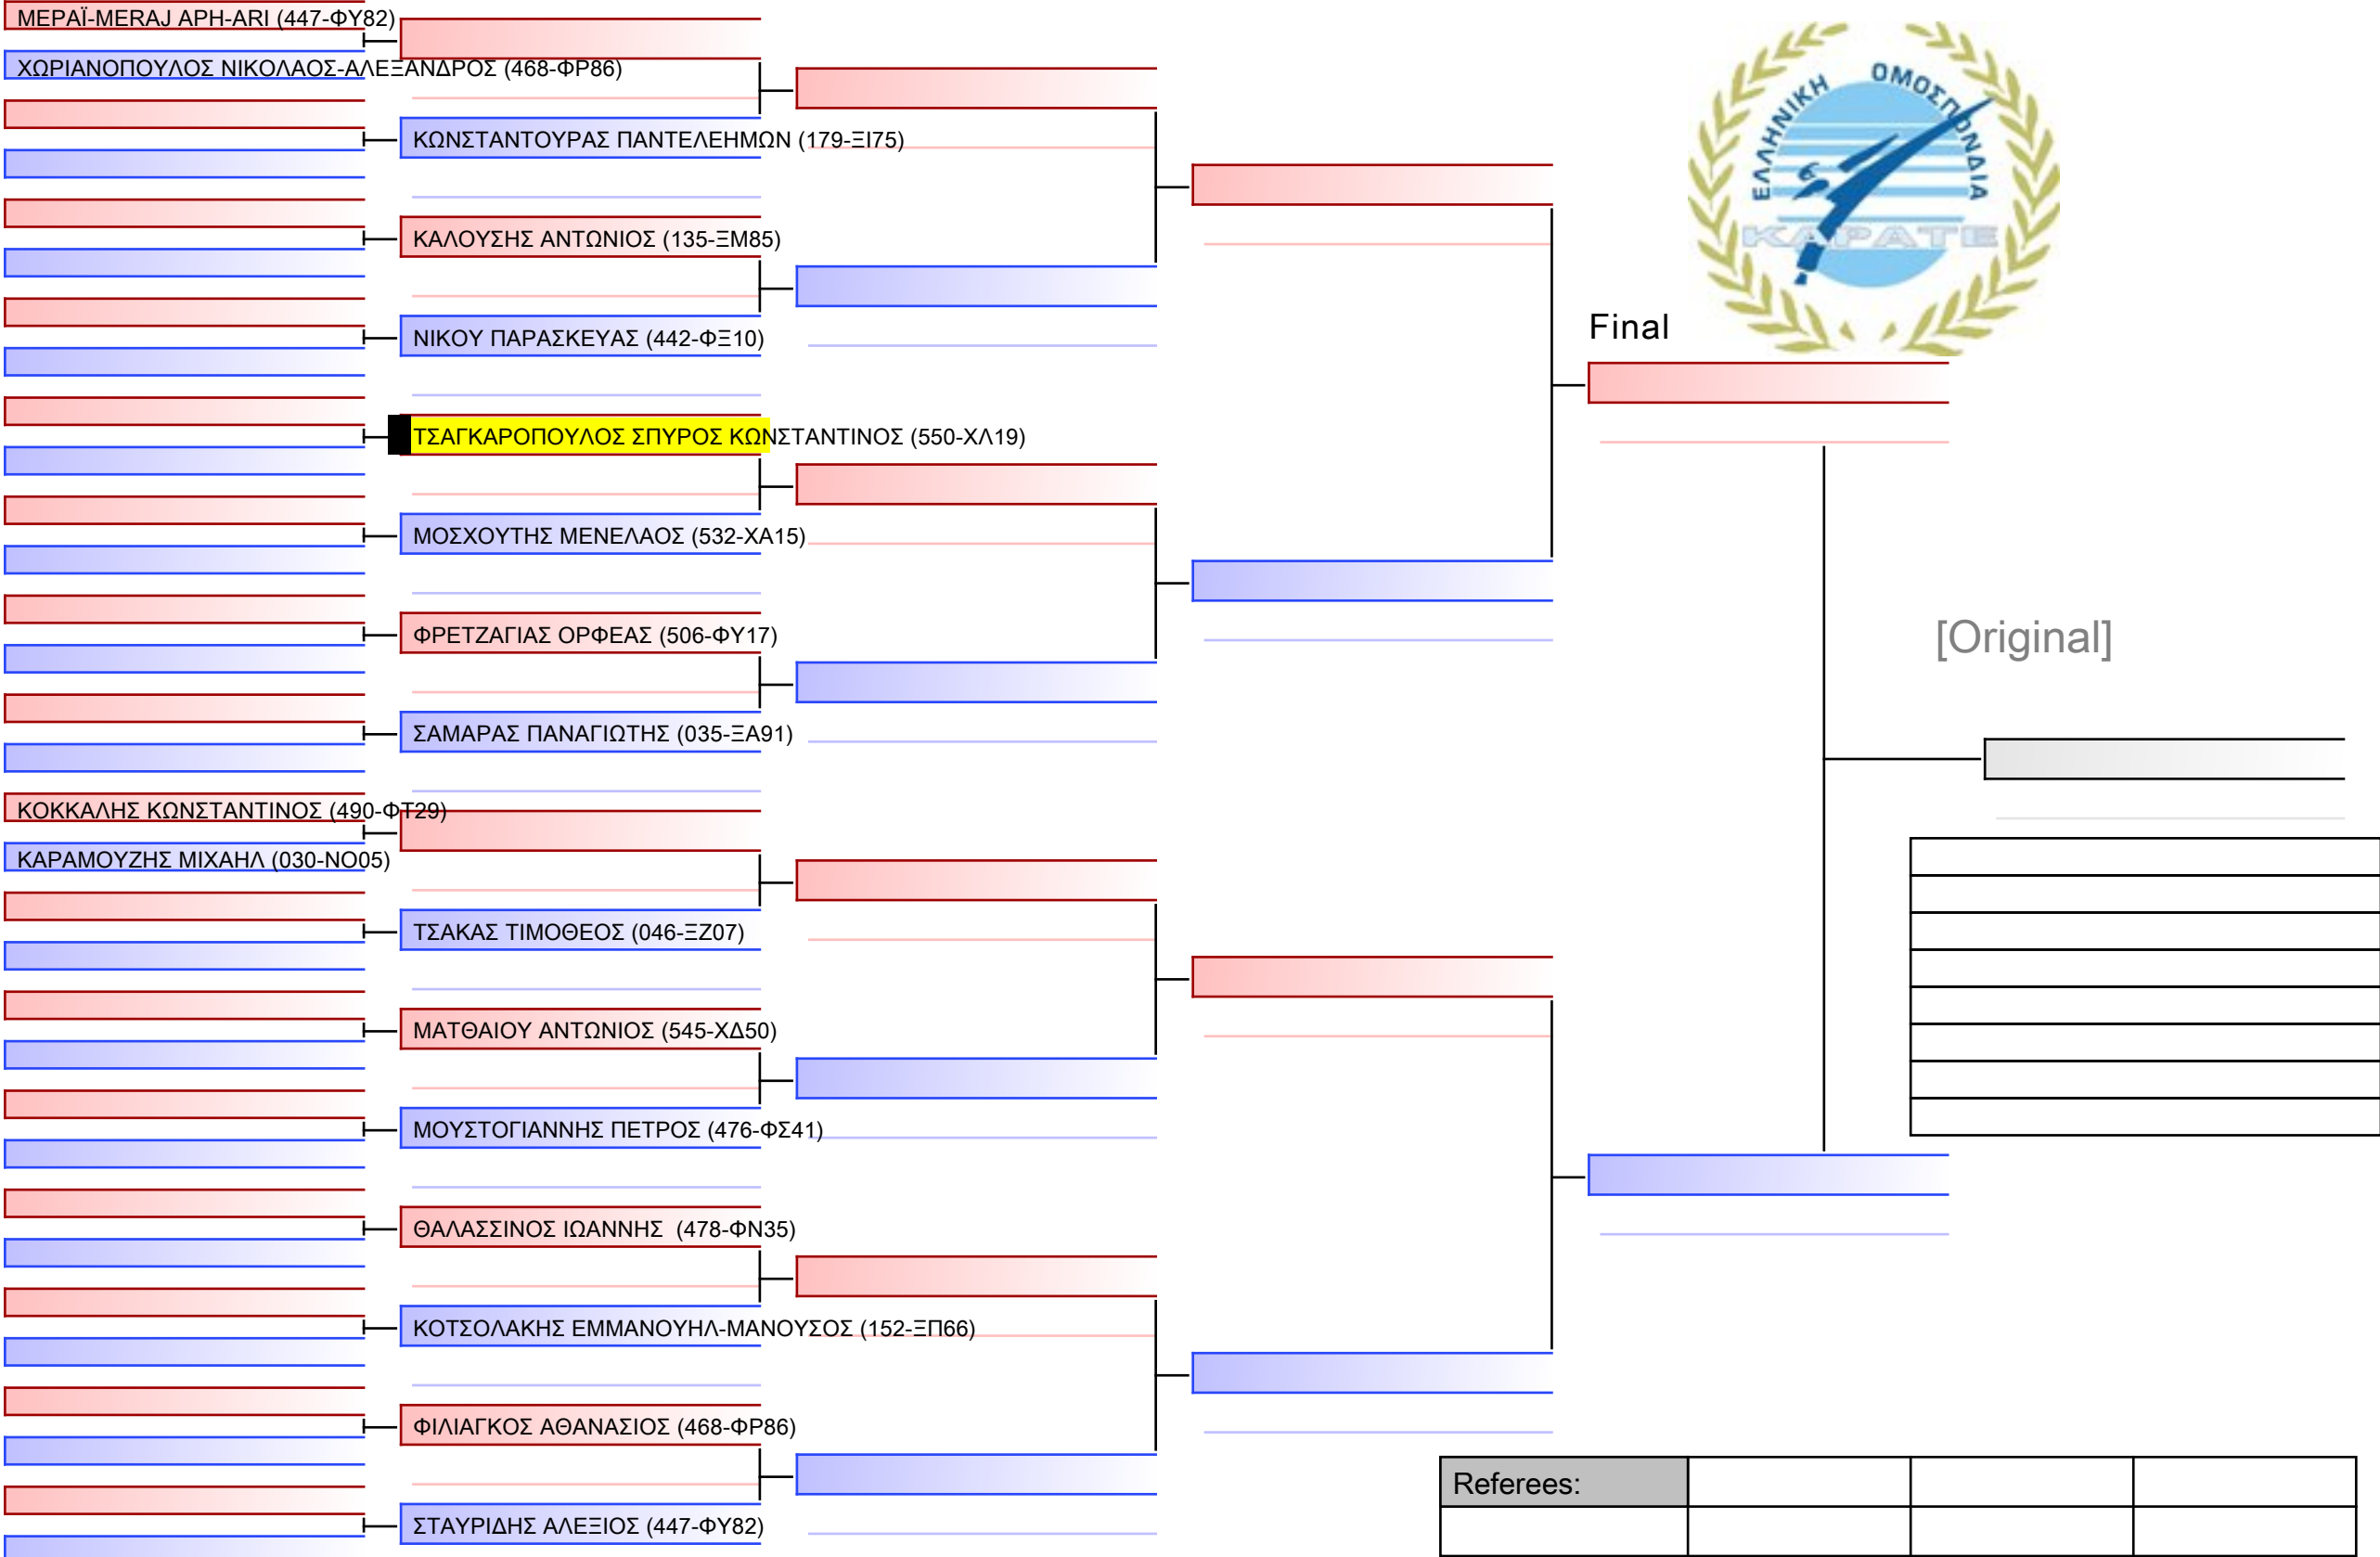 ΜΕΡΑΪ-MERAJ ΑΡΗ-ARI (447-ΦΥ82)
ΧΩΡΙΑΝΟΠΟΥΛΟΣ ΝΙΚΟΛΑΟΣ-ΑΛΕΞΑΝΔΡΟΣ (468-ΦΡ86)
ΚΩΝΣΤΑΝΤΟΥΡΑΣ ΠΑΝΤΕΛΕΗΜΩΝ (179-ΞΙ75)
ΚΑΛΟΥΣΗΣ ΑΝΤΩΝΙΟΣ (135-ΞΜ85)
ΝΙΚΟΥ ΠΑΡΑΣΚΕΥΑΣ (442-ΦΞ10)
ΤΣΑΓΚΑΡΟΠΟΥΛΟΣ ΣΠΥΡΟΣ ΚΩΝΣΤΑΝΤΙΝΟΣ (550-ΧΛ19)
ΜΟΣΧΟΥΤΗΣ ΜΕΝΕΛΑΟΣ (532-ΧΑ15)
ΦΡΕΤΖΑΓΙΑΣ ΟΡΦΕΑΣ (506-ΦΥ17)
ΣΑΜΑΡΑΣ ΠΑΝΑΓΙΩΤΗΣ (035-ΞΑ91)
ΚΟΚΚΑΛΗΣ ΚΩΝΣΤΑΝΤΙΝΟΣ (490-ΦΤ29)
ΚΑΡΑΜΟΥΖΗΣ ΜΙΧΑΗΛ (030-ΝΟ05)
ΤΣΑΚΑΣ ΤΙΜΟΘΕΟΣ (046-ΞΖ07)
ΜΑΤΘΑΙΟΥ ΑΝΤΩΝΙΟΣ (545-ΧΔ50)
ΜΟΥΣΤΟΓΙΑΝΝΗΣ ΠΕΤΡΟΣ (476-ΦΣ41)
ΘΑΛΑΣΣΙΝΟΣ ΙΩΑΝΝΗΣ (478-ΦΝ35)
ΚΟΤΣΟΛΑΚΗΣ ΕΜΜΑΝΟΥΗΛ-ΜΑΝΟΥΣΟΣ (152-ΞΠ66)
ΦΙΛΙΑΓΚΟΣ ΑΘΑΝΑΣΙΟΣ (468-ΦΡ86)
ΣΤΑΥΡΙΔΗΣ ΑΛΕΞΙΟΣ (447-ΦΥ82)
ΕΛΛΗΝΙΚΗ ΟΜΟΣΠΟΝΔΙΑ
ΚΑΡΑΤΕ
Final
[Original]
Referees: